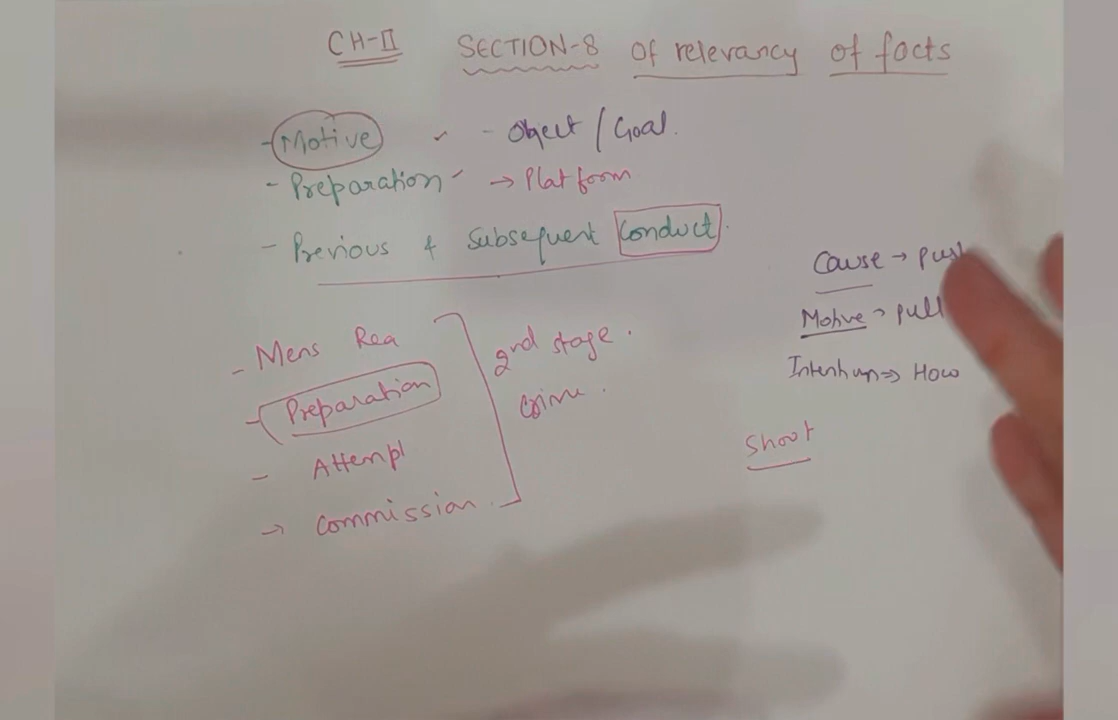 CH-II SECTION-8 of relevancy of facts
- Motive ✓ - Object / Goal.
- Preparation ✓ → Platform
- Previous & Subsequent Conduct.
Cause → pus
Motive → pull
Intention ⇒ How
Shoot
- Mens Rea
- Preparation
- Attempt
→ Commission.
2nd stage.
Crime.